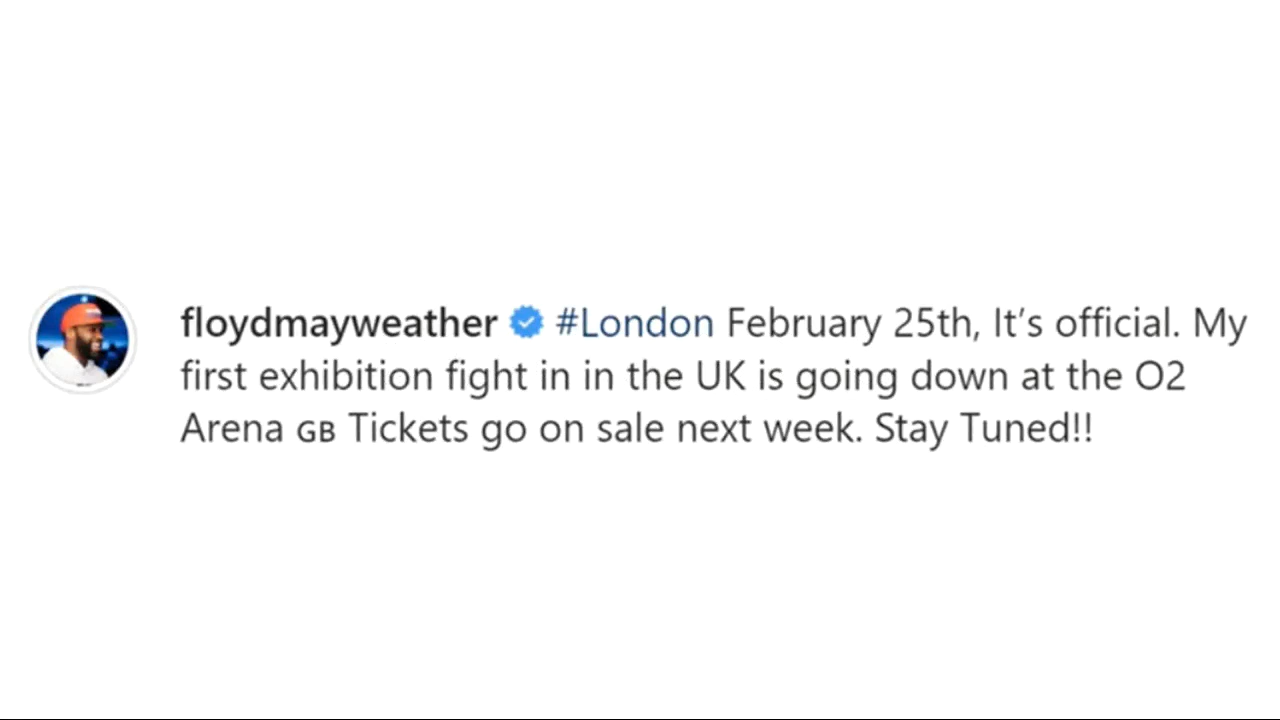 floydmayweather #London February 25th, It's official. My
first exhibition fight in in the UK is going down at the O2
Arena GB Tickets go on sale next week. Stay Tuned!!